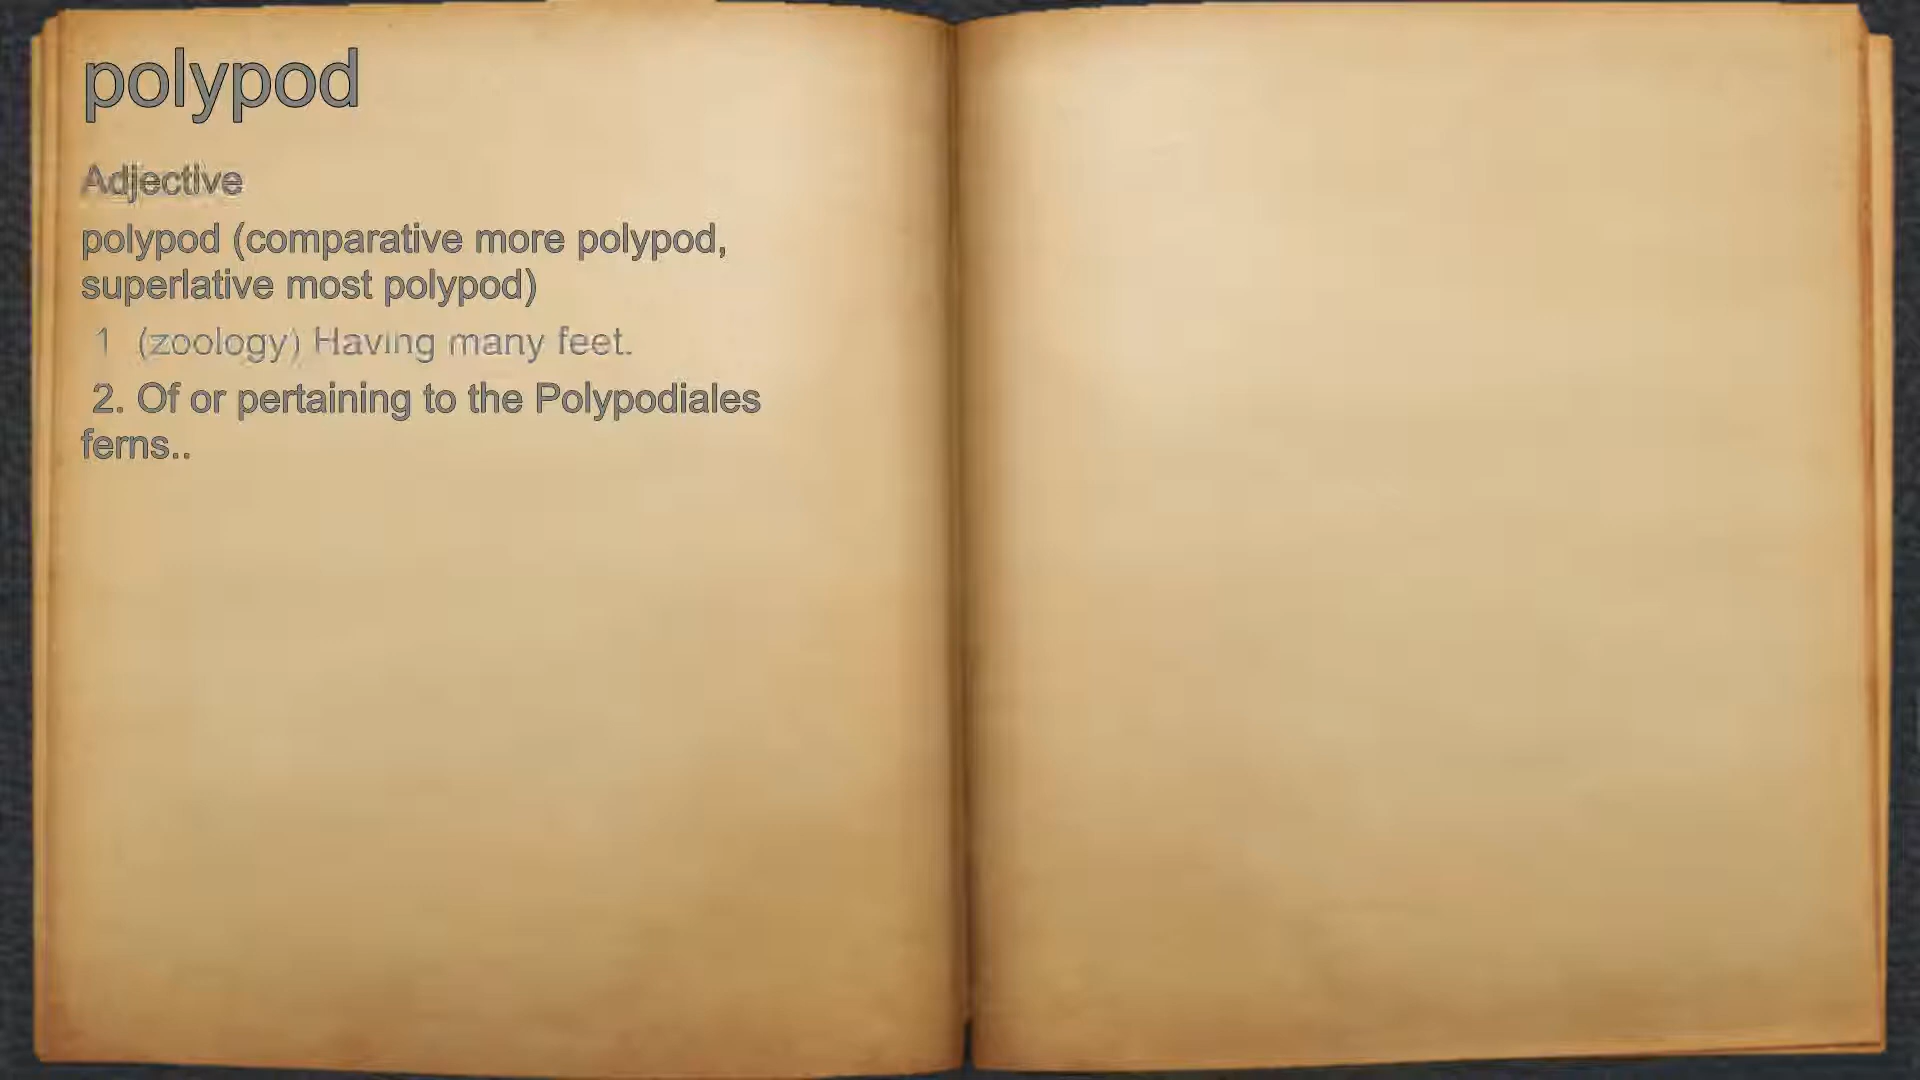 polypod
Adjective
polypod (comparative more polypod,
superlative most polypod)
1 (zoology) Having many feet.
2. Of or pertaining to the Polypodiales
ferns..